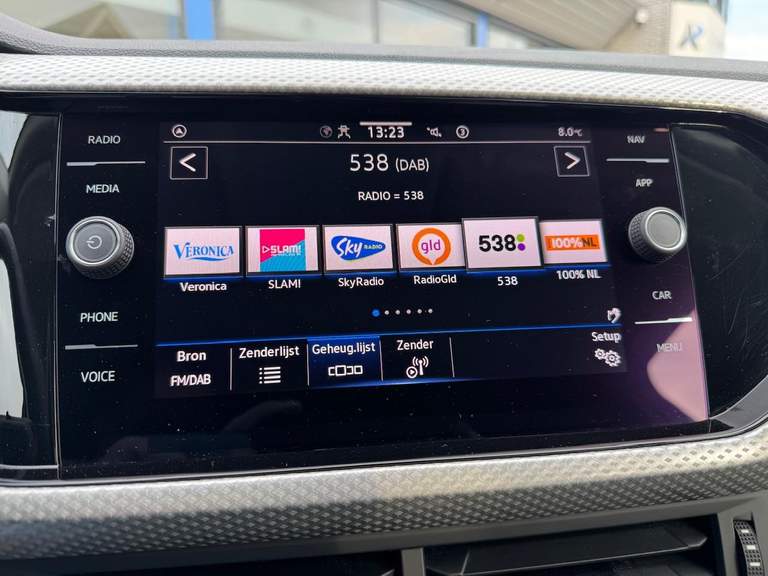 RADIO
MEDIA
PHONE
VOICE
3
13:23
8.0°C
538 (DAB)
RADIO = 538
VERONICA
SLAM!
Sky RADIO
gld
538
100% NL
Veronica
SLAM!
SkyRadio
RadioGld
538
100% NL
Bron
FM/DAB
Zenderlijst
Geheug.lijst
Zender
Setup
NAV
APP
CAR
MENU